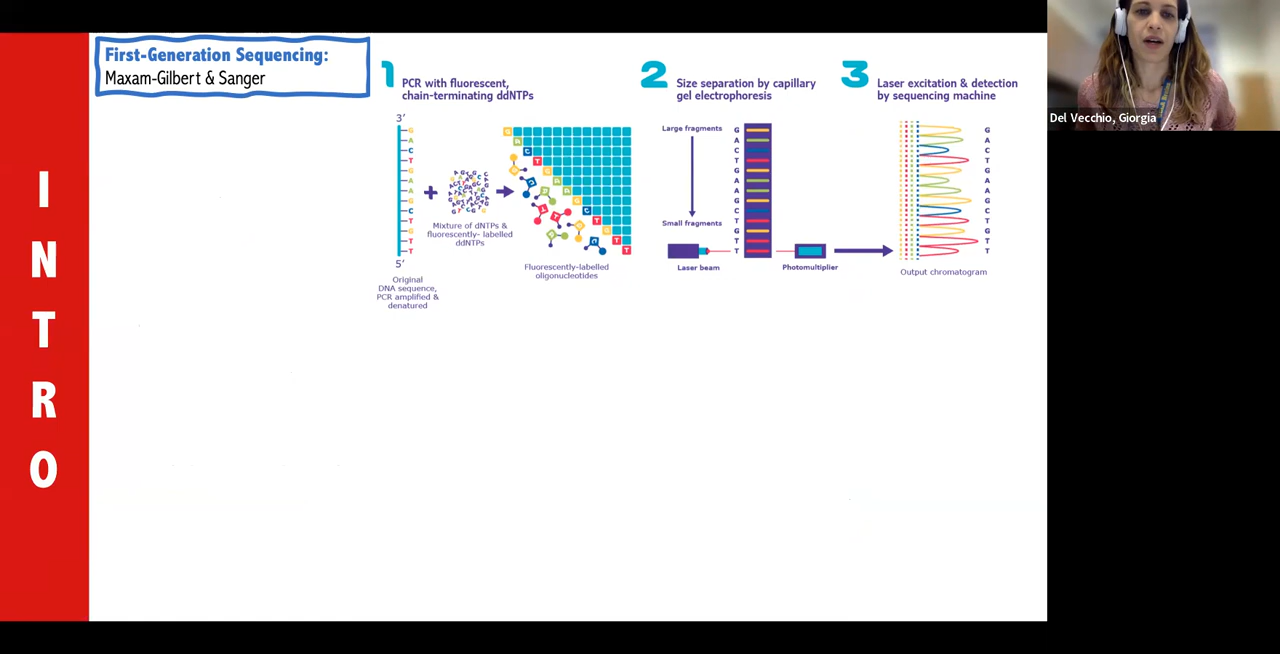 INTRO
First-Generation Sequencing:
Maxam-Gilbert & Sanger
1
PCR with fluorescent,
chain-terminating ddNTPs
3'
G
A
C
T
G
A
A
G
C
T
G
T
T
5'
Original
DNA sequence,
PCR amplified &
denatured
+
Mixture of dNTPs &
fluorescently- labelled
ddNTPs
G
A
C
T
G
A
A
G
C
T
G
T
T
Fluorescently-labelled
oligonucleotides
2
Size separation by capillary
gel electrophoresis
Large fragments
Small fragments
G
A
C
T
G
A
A
G
C
T
G
T
T
Laser beam
Photomultiplier
3
Laser excitation & detection
by sequencing machine
G
A
C
T
G
A
A
G
C
T
G
T
T
Output chromatogram
Del Vecchio, Giorgia